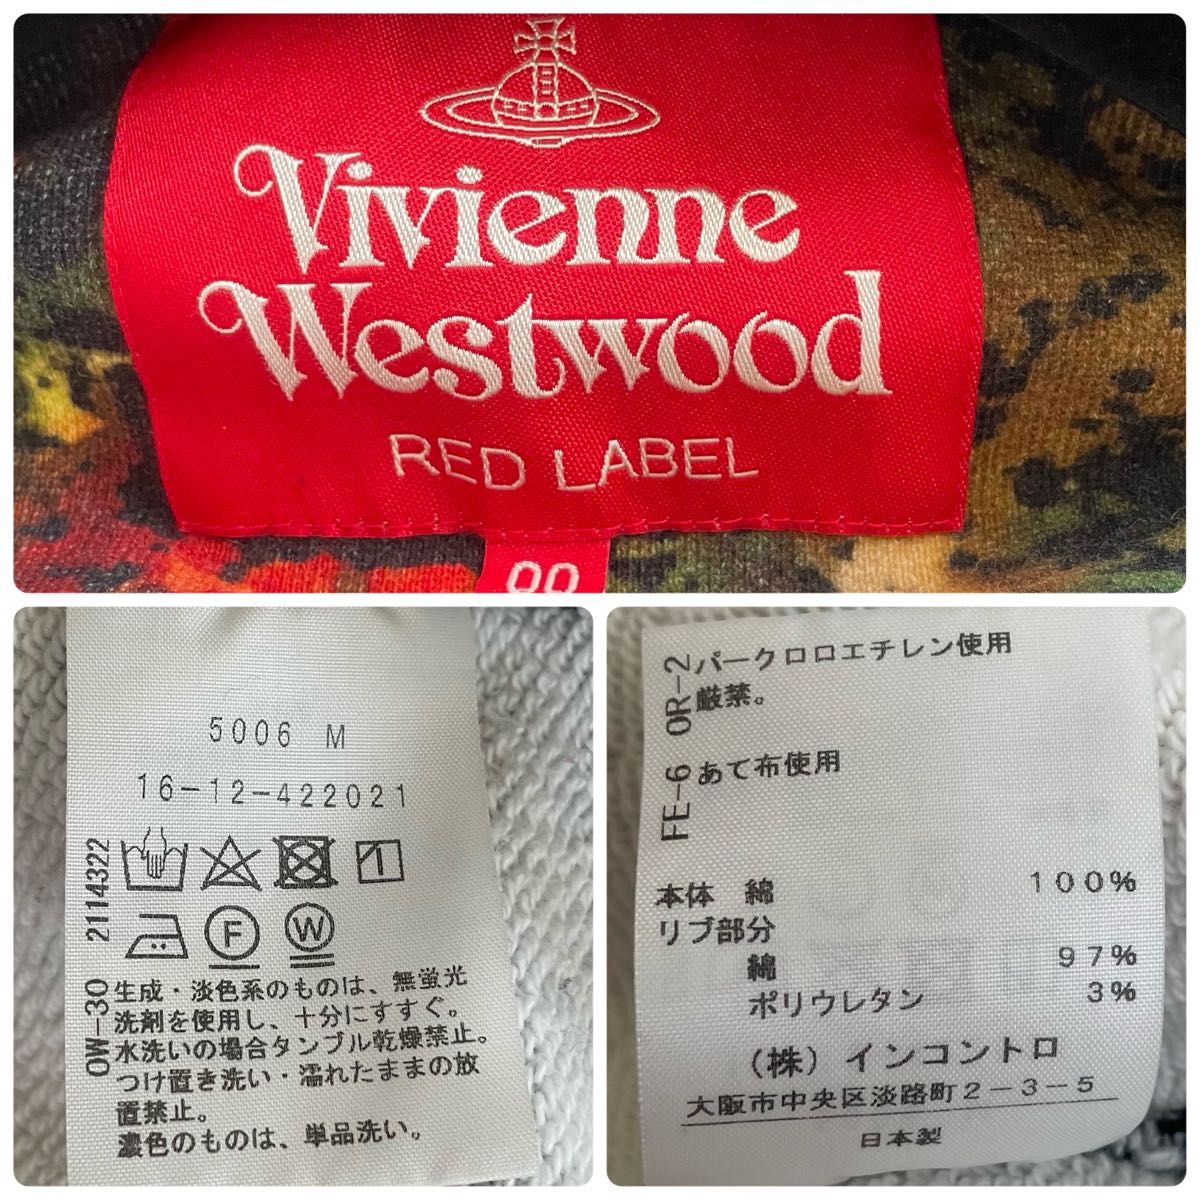 Vivienne
Westwood
RED LABEL
5006 M
16-12-422021
2114322
1
F
W
QW-30
生成・淡色系のものは、無蛍光
洗剤を使用し、十分にすすぐ。
水洗いの場合タンブル乾燥禁止。
つけ置き洗い・濡れたままの放
置禁止。
濃色のものは、単品洗い。
OR-2
パークロロエチレン使用
厳禁。
FE-6
あて布使用
本体 綿 100%
リブ部分
綿 97%
ポリウレタン 3%
（株）インコントロ
大阪市中央区淡路町2-3-5
日本製